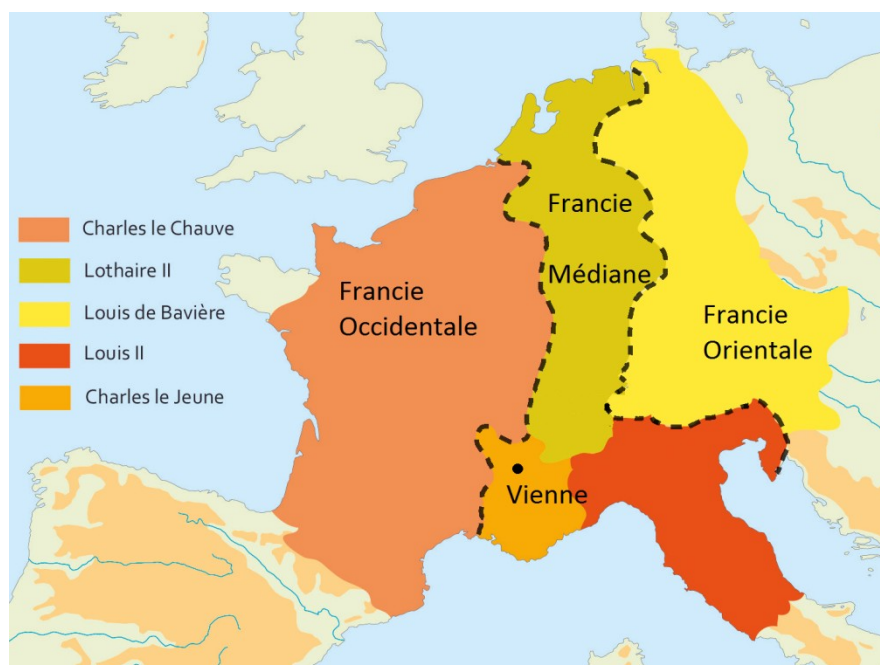 Charles le Chauve
Lothaire II
Louis de Bavière
Louis II
Charles le Jeune
Francie
Occidentale
Francie
Médiane
Francie
Orientale
Vienne